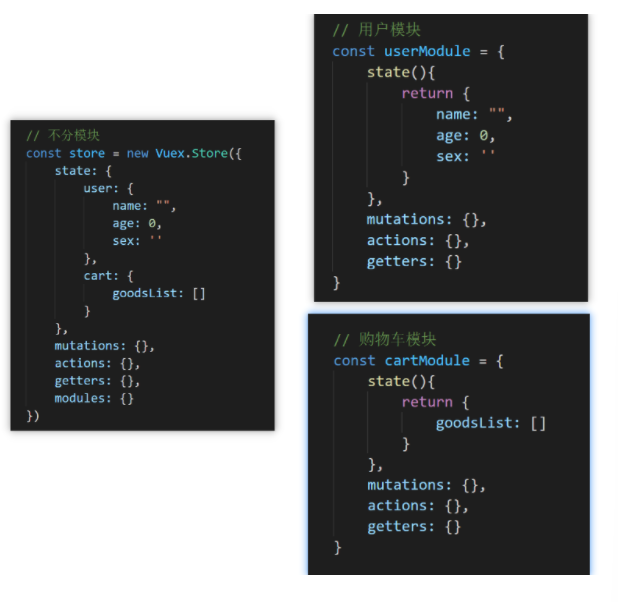 // 不分模块
const store = new Vuex.Store({
    state: {
        user: {
            name: "",
            age: 0,
            sex: ''
        },
        cart: {
            goodsList: []
        }
    },
    mutations: {},
    actions: {},
    getters: {},
    modules: {}
})
// 用户模块
const userModule = {
    state(){
        return {
            name: "",
            age: 0,
            sex: ''
        }
    },
    mutations: {},
    actions: {},
    getters: {}
}
// 购物车模块
const cartModule = {
    state(){
        return {
            goodsList: []
        }
    },
    mutations: {},
    actions: {},
    getters: {}
}